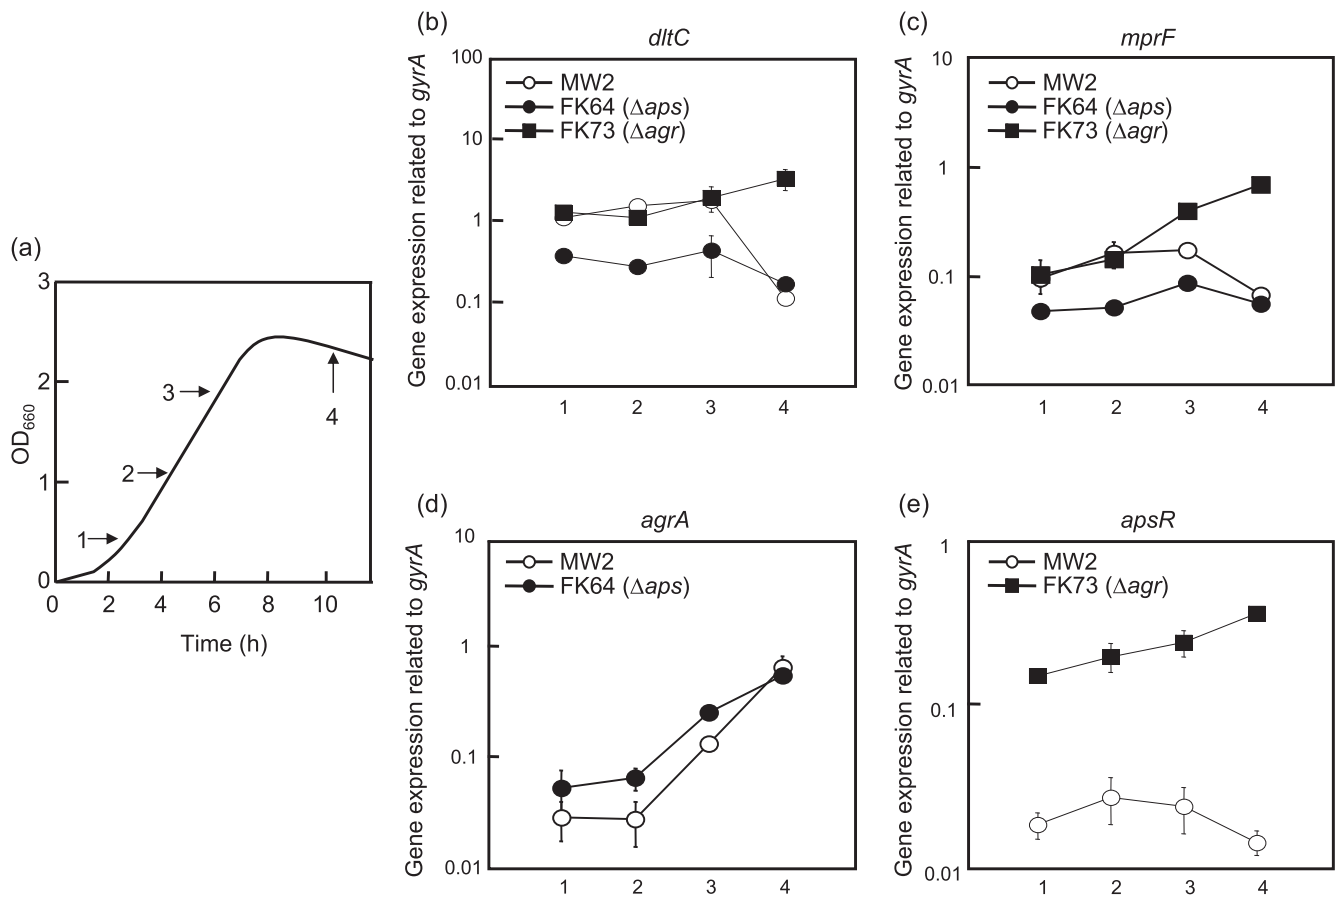 (a)
3
2
1
0
OD660
0
2
4
6
8
10
Time (h)
1
2
3
4
(b)
dltC
Gene expression related to gyrA
100
10
1
0.1
0.01
MW2
FK64 (Δaps)
FK73 (Δagr)
1
2
3
4
(c)
mprF
Gene expression related to gyrA
10
1
0.1
0.01
MW2
FK64 (Δaps)
FK73 (Δagr)
1
2
3
4
(d)
agrA
Gene expression related to gyrA
10
1
0.1
0.01
MW2
FK64 (Δaps)
1
2
3
4
(e)
apsR
Gene expression related to gyrA
1
0.1
0.01
MW2
FK73 (Δagr)
1
2
3
4